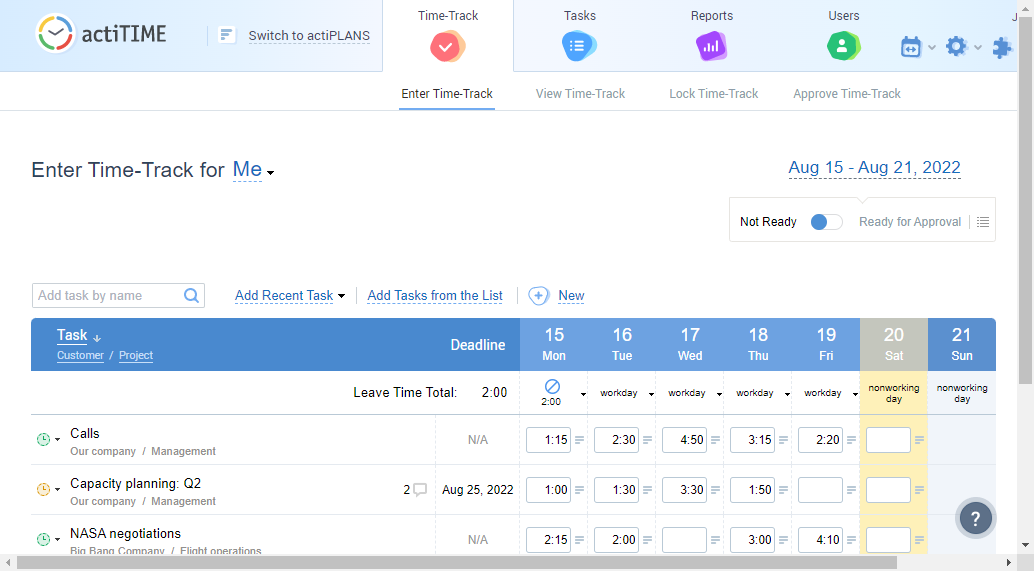 actiTIME
Switch to actiPLANS
Time-Track
Tasks
Reports
Users
Enter Time-Track
View Time-Track
Lock Time-Track
Approve Time-Track
Enter Time-Track for Me
Aug 15 - Aug 21, 2022
Not Ready
Ready for Approval
Add task by name
Add Recent Task
Add Tasks from the List
New
Task
Customer / Project
Deadline
15 Mon
16 Tue
17 Wed
18 Thu
19 Fri
20 Sat
21 Sun
Leave Time Total: 2:00
2:00
workday
workday
workday
workday
nonworking day
nonworking day
Calls
Our company / Management
N/A
1:15 2:30 4:50 3:15 2:20
Capacity planning: Q2
Our company / Management
2
Aug 25, 2022
1:00 1:30 3:30 1:50
NASA negotiations
Big Bang Company / Flight operations
N/A
2:15 2:00 3:00 4:10
?